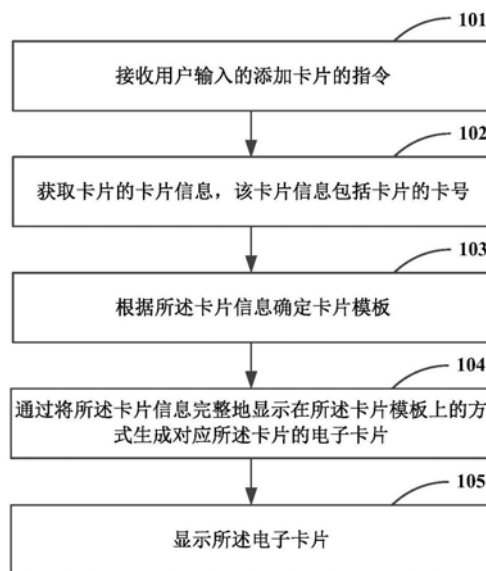 101
接收用户输入的添加卡片的指令
102
获取卡片的卡片信息，该卡片信息包括卡片的卡号
103
根据所述卡片信息确定卡片模板
104
通过将所述卡片信息完整地显示在所述卡片模板上的方
式生成对应所述卡片的电子卡片
105
显示所述电子卡片